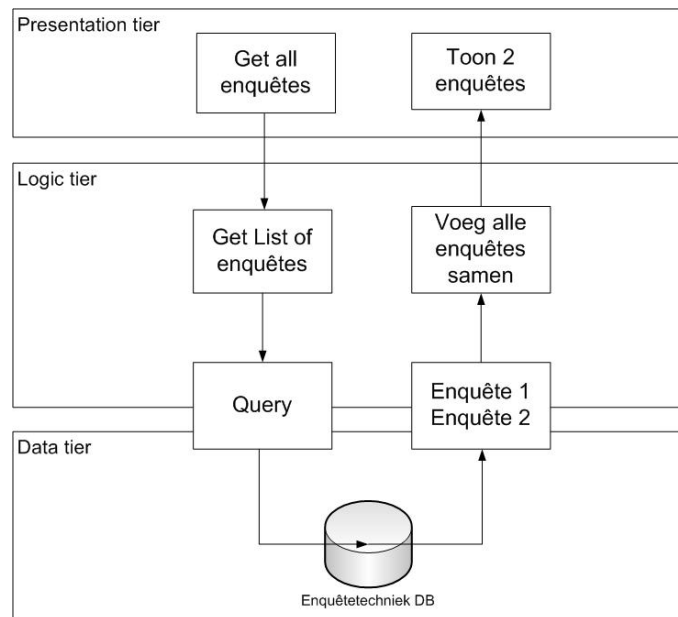 Presentation tier
Get all
enquêtes
Toon 2
enquêtes
Logic tier
Get List of
enquêtes
Voeg alle
enquêtes
samen
Query
Enquête 1
Enquête 2
Data tier
Enquêtetechniek DB